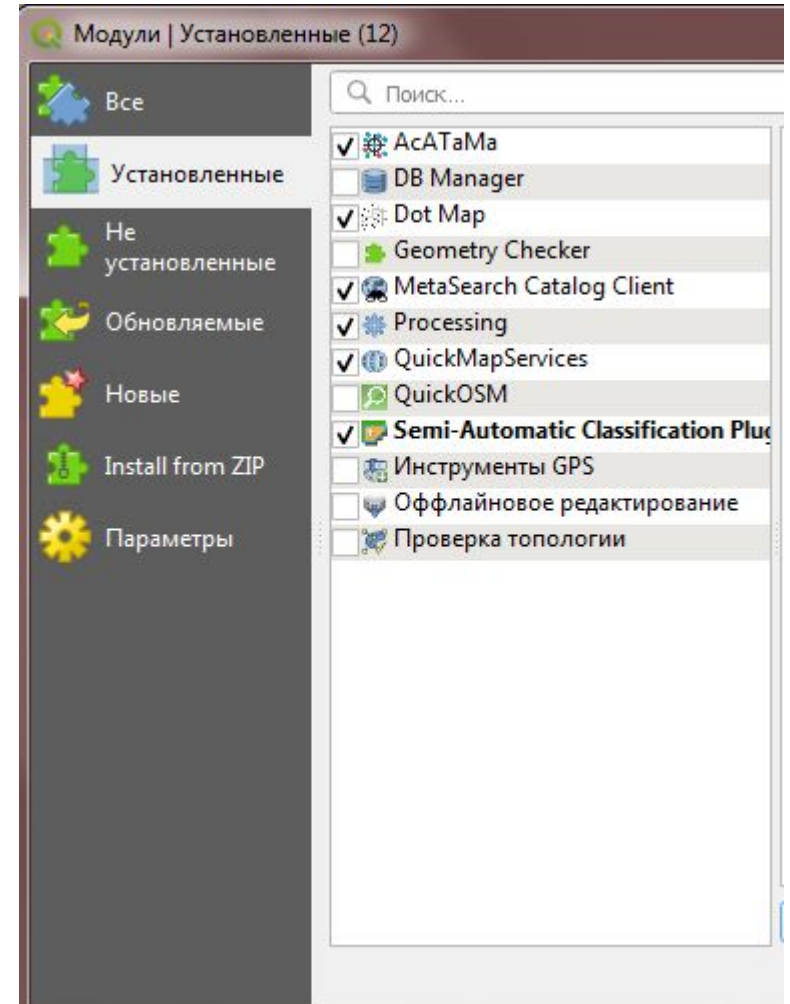 Модули | Установленные (12)
Все
Установленные
Не
установленные
Обновляемые
Новые
Install from ZIP
Параметры
Поиск...
AcATaMa
DB Manager
Dot Map
Geometry Checker
MetaSearch Catalog Client
Processing
QuickMapServices
QuickOSM
Semi-Automatic Classification Plug
Инструменты GPS
Оффлайновое редактирование
Проверка топологии